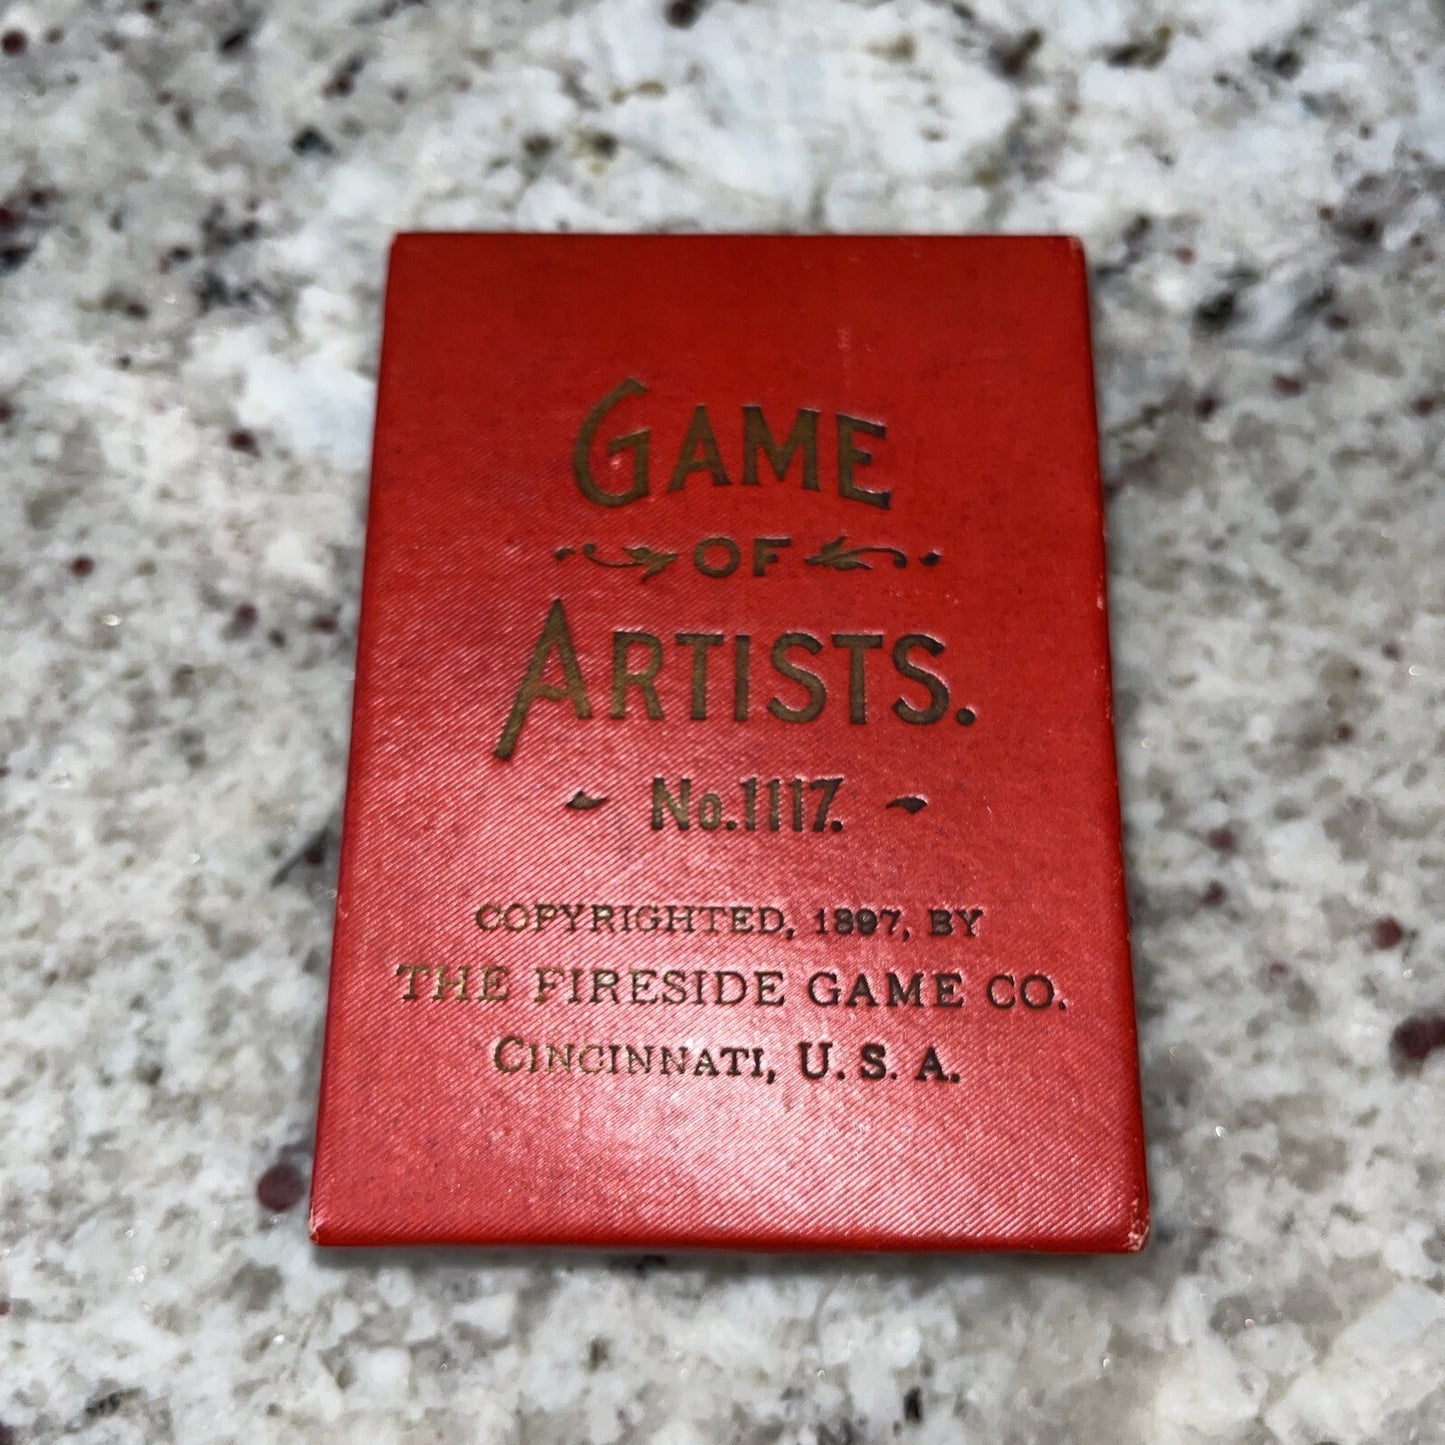 GAME
OF
ARTISTS.
No. 1117.
COPYRIGHTED, 1897, BY
THE FIRESIDE GAME CO.
CINCINNATI, U. S. A.